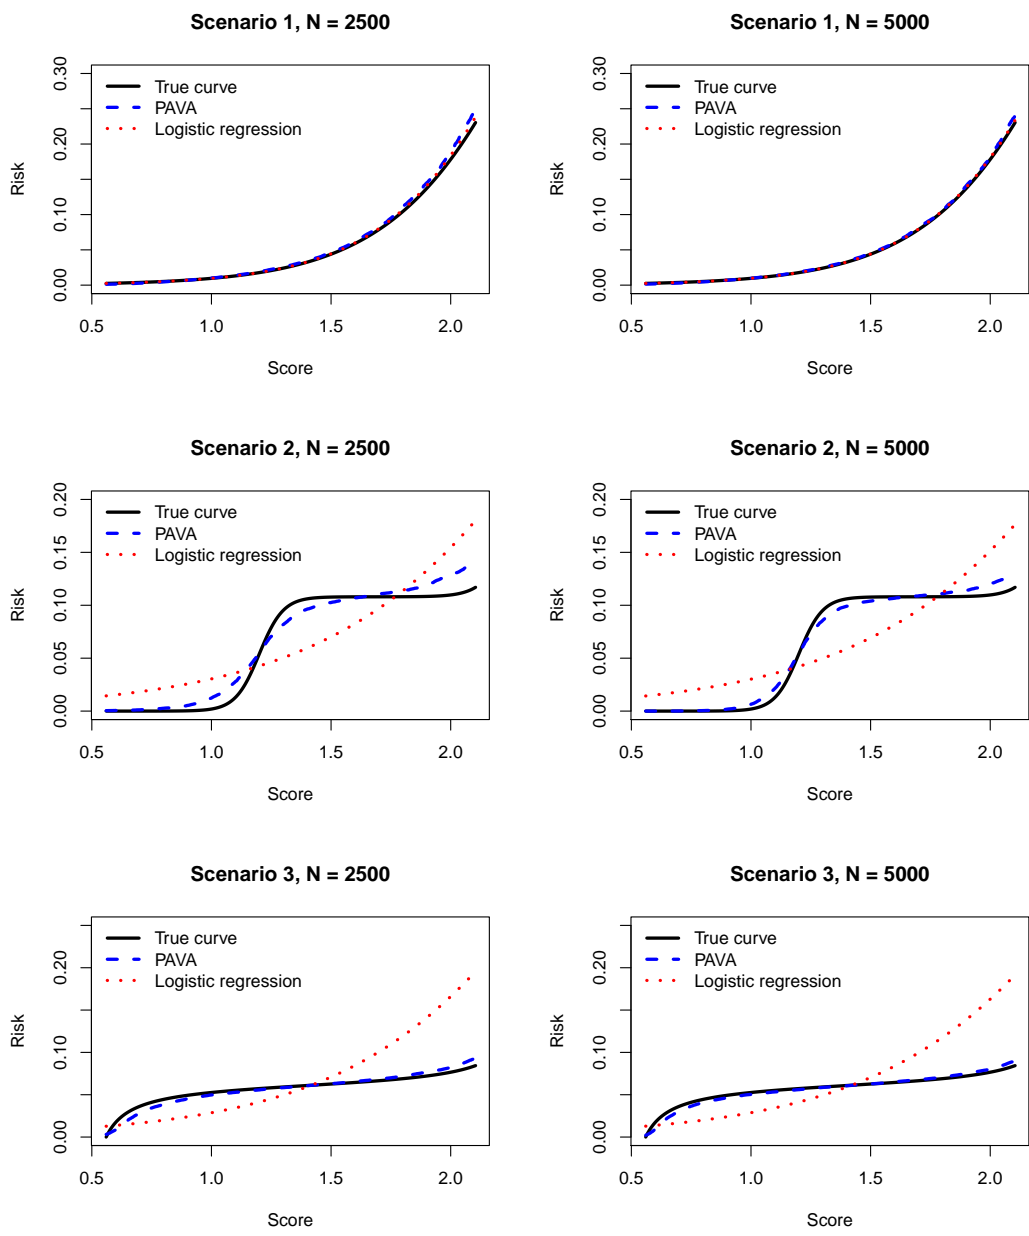 Scenario 1, N = 2500
True curve
PAVA
Logistic regression
Risk
0.00
0.10
0.20
0.30
0.5
1.0
1.5
2.0
Score
Scenario 1, N = 5000
True curve
PAVA
Logistic regression
Risk
0.00
0.10
0.20
0.30
0.5
1.0
1.5
2.0
Score
Scenario 2, N = 2500
True curve
PAVA
Logistic regression
Risk
0.00
0.05
0.10
0.15
0.20
0.5
1.0
1.5
2.0
Score
Scenario 2, N = 5000
True curve
PAVA
Logistic regression
Risk
0.00
0.05
0.10
0.15
0.20
0.5
1.0
1.5
2.0
Score
Scenario 3, N = 2500
True curve
PAVA
Logistic regression
Risk
0.00
0.10
0.20
0.5
1.0
1.5
2.0
Score
Scenario 3, N = 5000
True curve
PAVA
Logistic regression
Risk
0.00
0.10
0.20
0.5
1.0
1.5
2.0
Score